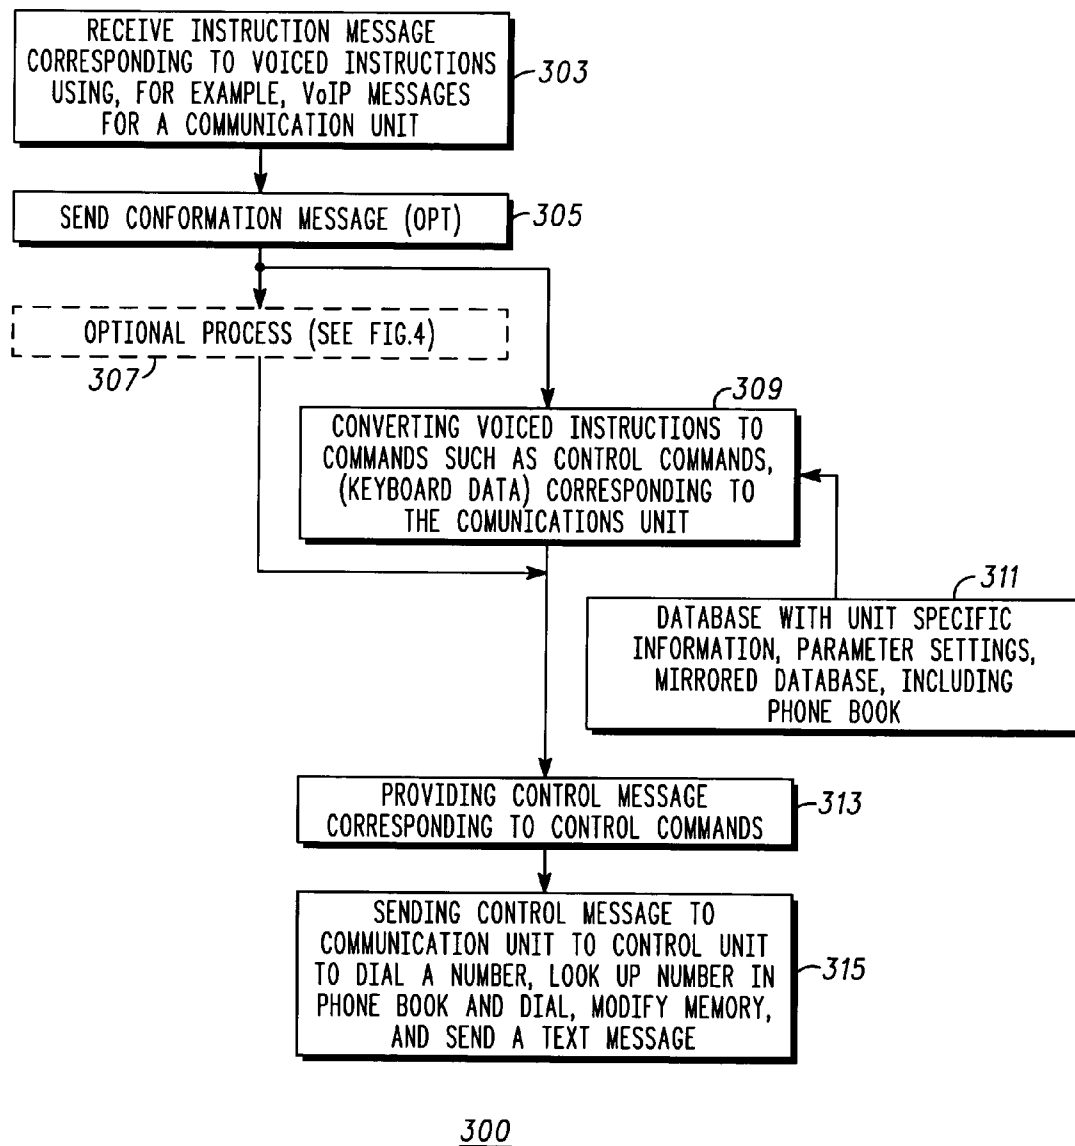 RECEIVE INSTRUCTION MESSAGE
CORRESPONDING TO VOICED INSTRUCTIONS
USING, FOR EXAMPLE, VoIP MESSAGES
FOR A COMMUNICATION UNIT
303
SEND CONFORMATION MESSAGE (OPT)
305
OPTIONAL PROCESS (SEE FIG.4)
307
309
CONVERTING VOICED INSTRUCTIONS TO
COMMANDS SUCH AS CONTROL COMMANDS,
(KEYBOARD DATA) CORRESPONDING TO
THE COMUNICATIONS UNIT
311
DATABASE WITH UNIT SPECIFIC
INFORMATION, PARAMETER SETTINGS,
MIRRORED DATABASE, INCLUDING
PHONE BOOK
PROVIDING CONTROL MESSAGE
CORRESPONDING TO CONTROL COMMANDS
313
SENDING CONTROL MESSAGE TO
COMMUNICATION UNIT TO CONTROL UNIT
TO DIAL A NUMBER, LOOK UP NUMBER IN
PHONE BOOK AND DIAL, MODIFY MEMORY,
AND SEND A TEXT MESSAGE
315
300